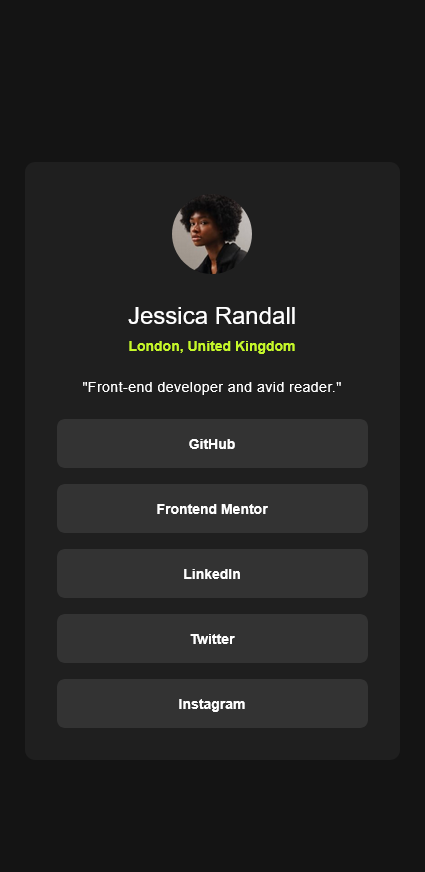 Jessica Randall
London, United Kingdom
"Front-end developer and avid reader."
GitHub
Frontend Mentor
LinkedIn
Twitter
Instagram